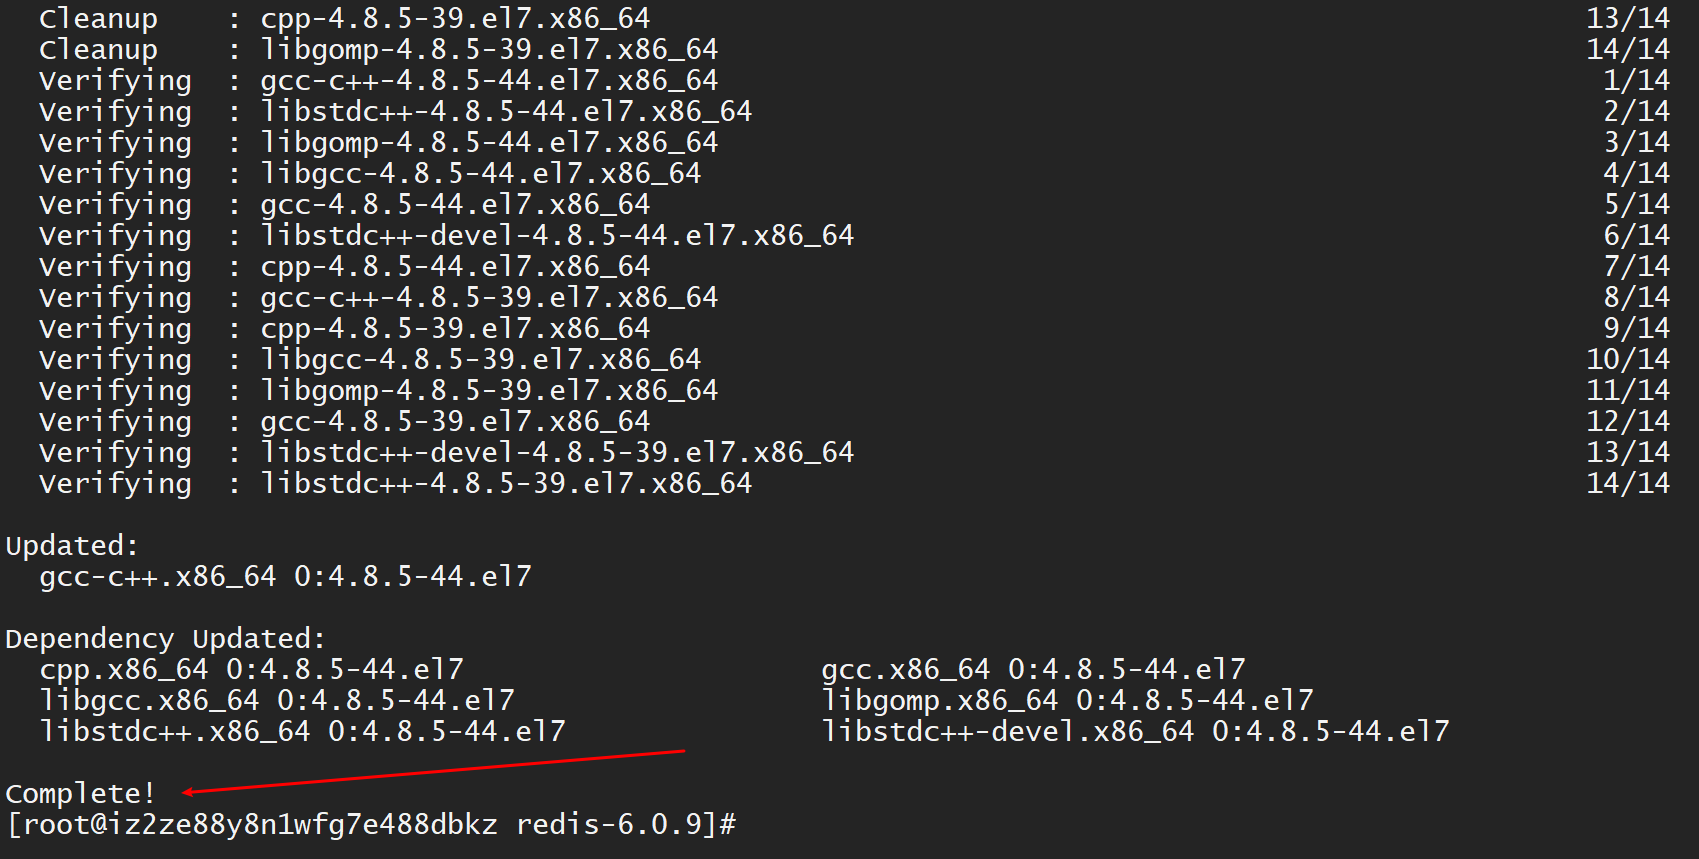 Cleanup : cpp-4.8.5-39.el7.x86_64 13/14
Cleanup : libgomp-4.8.5-39.el7.x86_64 14/14
Verifying : gcc-c++-4.8.5-44.el7.x86_64 1/14
Verifying : libstdc++-4.8.5-44.el7.x86_64 2/14
Verifying : libgomp-4.8.5-44.el7.x86_64 3/14
Verifying : libgcc-4.8.5-44.el7.x86_64 4/14
Verifying : gcc-4.8.5-44.el7.x86_64 5/14
Verifying : libstdc++-devel-4.8.5-44.el7.x86_64 6/14
Verifying : cpp-4.8.5-44.el7.x86_64 7/14
Verifying : gcc-c++-4.8.5-39.el7.x86_64 8/14
Verifying : cpp-4.8.5-39.el7.x86_64 9/14
Verifying : libgcc-4.8.5-39.el7.x86_64 10/14
Verifying : libgomp-4.8.5-39.el7.x86_64 11/14
Verifying : gcc-4.8.5-39.el7.x86_64 12/14
Verifying : libstdc++-devel-4.8.5-39.el7.x86_64 13/14
Verifying : libstdc++-4.8.5-39.el7.x86_64 14/14
Updated:
gcc-c++.x86_64 0:4.8.5-44.el7
Dependency Updated:
cpp.x86_64 0:4.8.5-44.el7 gcc.x86_64 0:4.8.5-44.el7
libgcc.x86_64 0:4.8.5-44.el7 libgomp.x86_64 0:4.8.5-44.el7
libstdc++.x86_64 0:4.8.5-44.el7 libstdc++-devel.x86_64 0:4.8.5-44.el7
Complete!
[root@iz2ze88y8n1wfg7e488dbkz redis-6.0.9]#